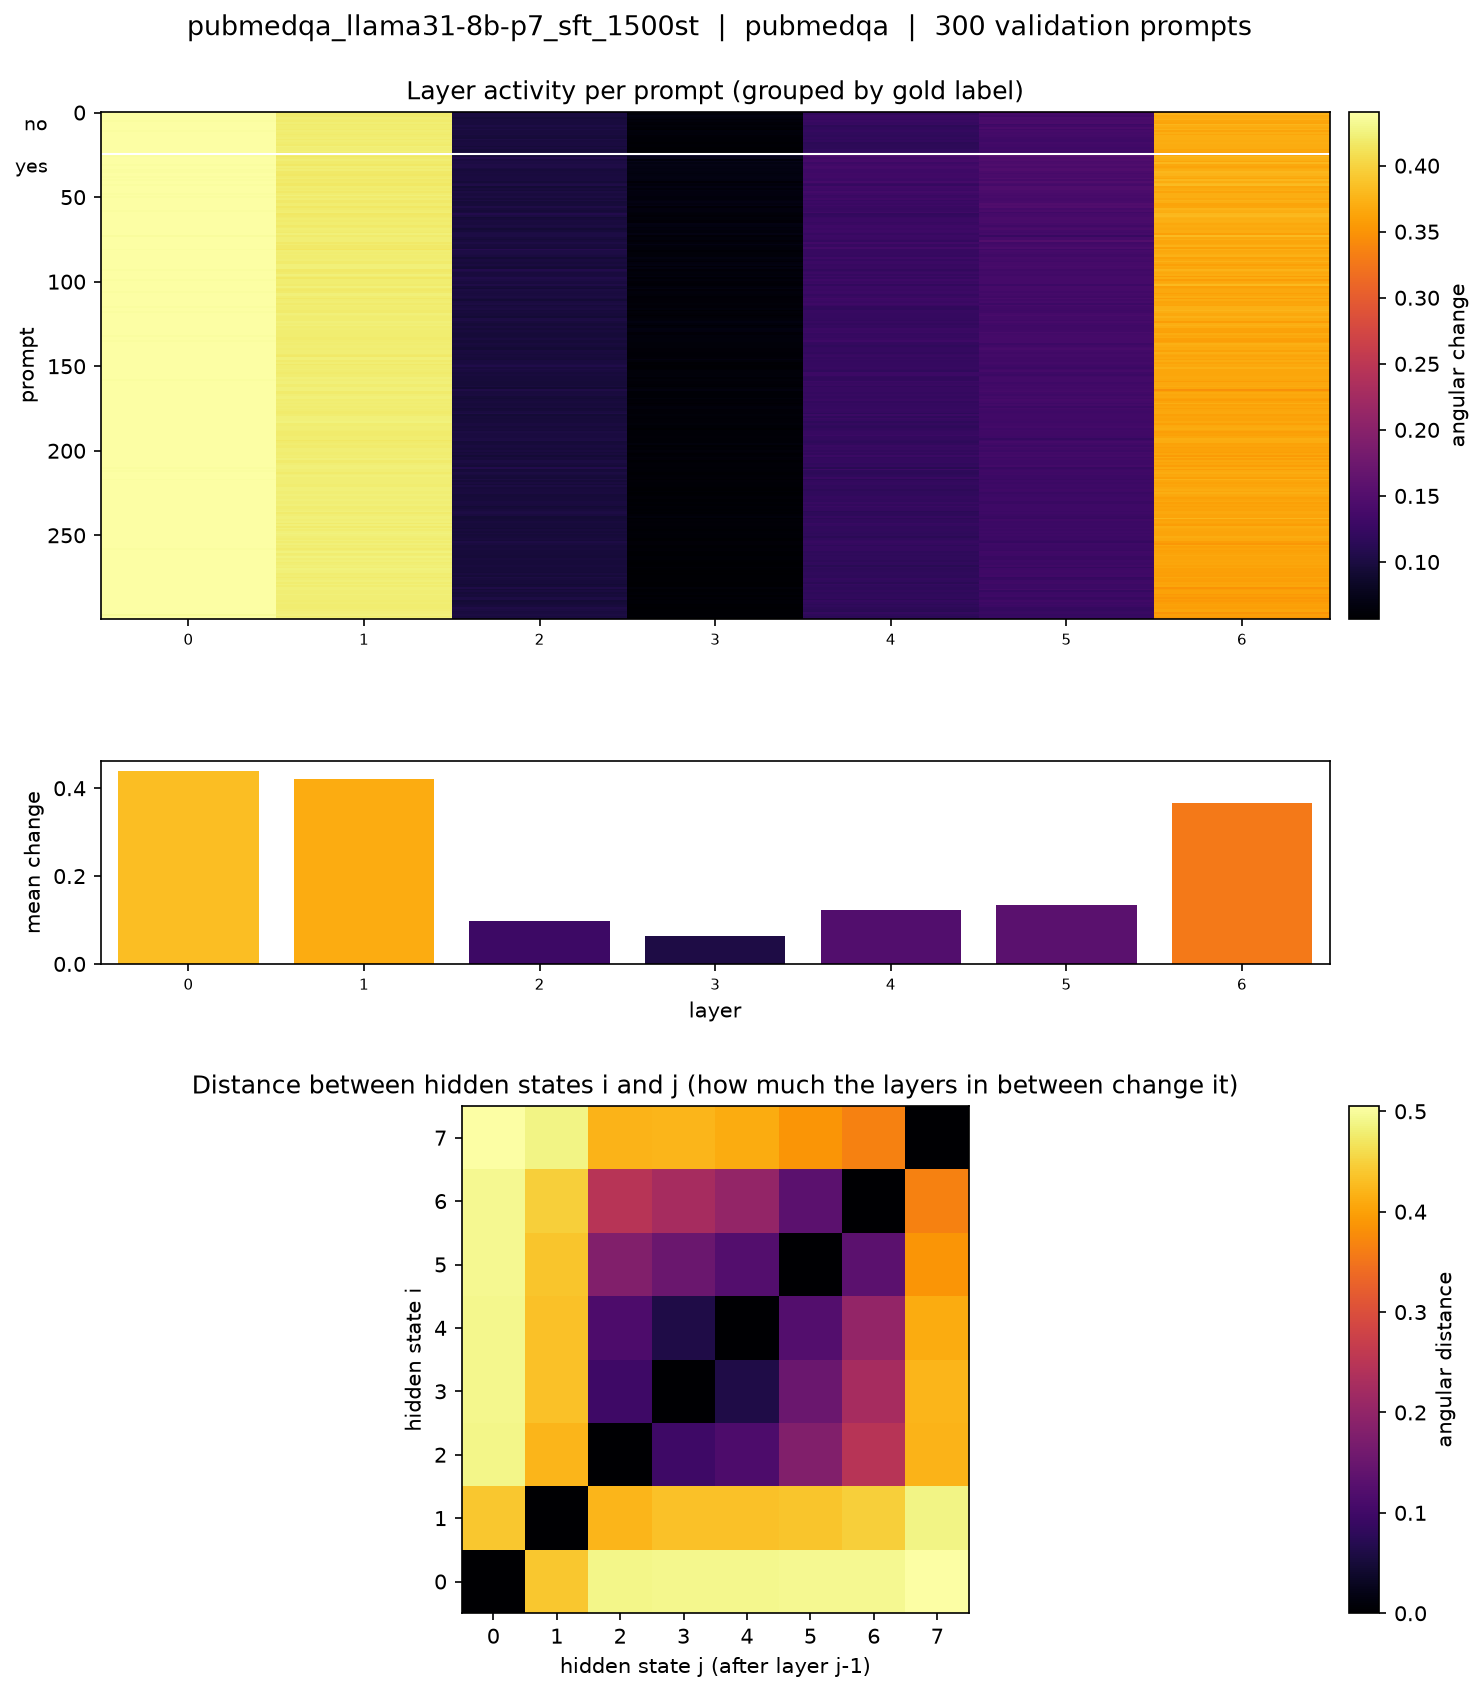 pubmedqa_llama31-8b-p7_sft_1500st | pubmedqa | 300 validation prompts
Layer activity per prompt (grouped by gold label)
no
yes
0
50
100
150
200
250
prompt
0 1 2 3 4 5 6
0.40
0.35
0.30
0.25
0.20
0.15
0.10
angular change
0.4
0.2
0.0
mean change
0 1 2 3 4 5 6
layer
Distance between hidden states i and j (how much the layers in between change it)
7
6
5
4
3
2
1
0
hidden state i
0 1 2 3 4 5 6 7
hidden state j (after layer j-1)
0.5
0.4
0.3
0.2
0.1
0.0
angular distance